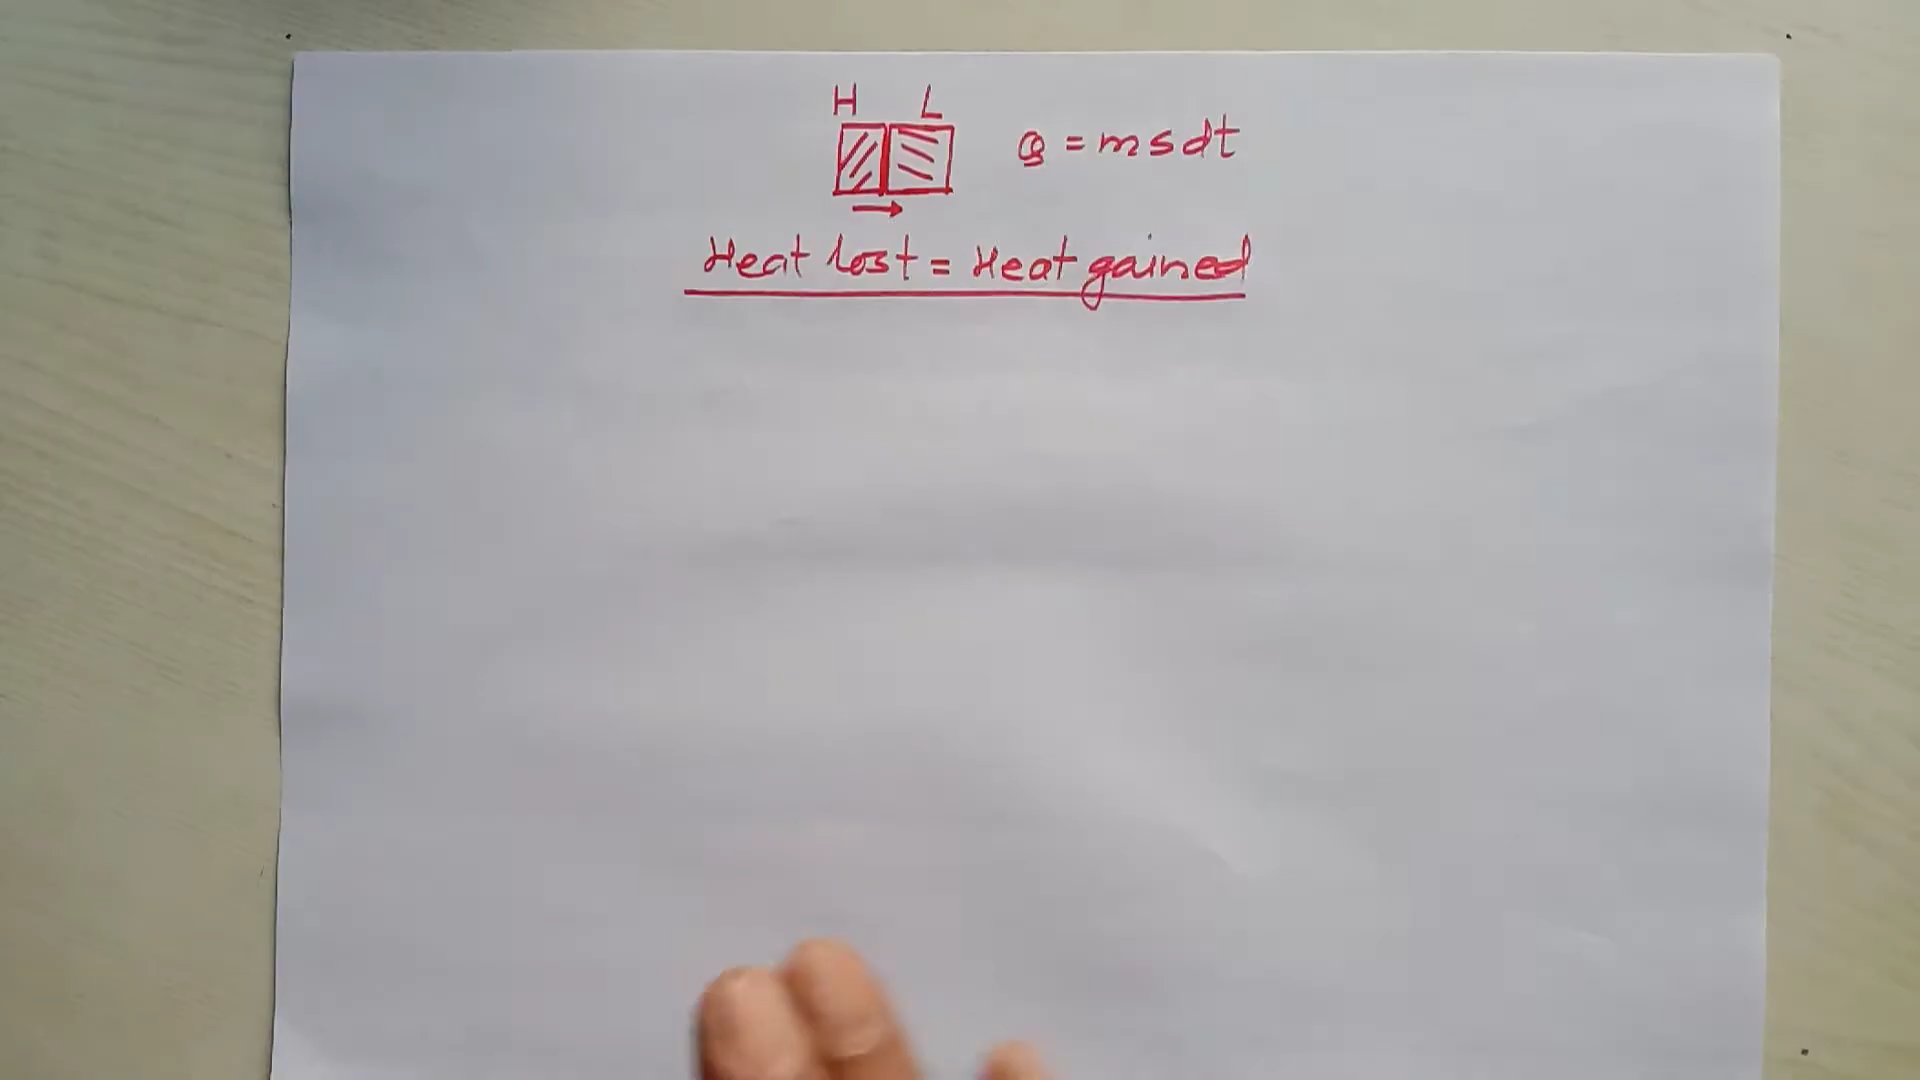 H L
Q = msdt
Heat lost = Heat gained